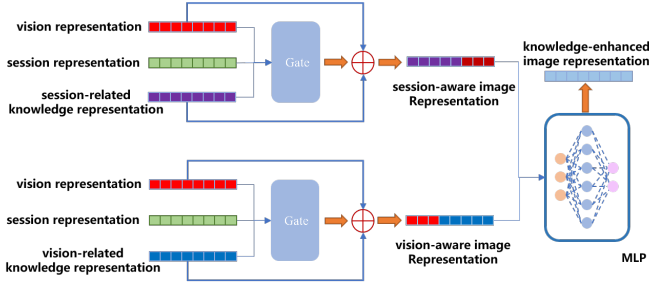 vision representation
session representation
session-related
knowledge representation
Gate
session-aware image
Representation
knowledge-enhanced
image representation
vision representation
session representation
vision-related
knowledge representation
Gate
vision-aware image
Representation
MLP